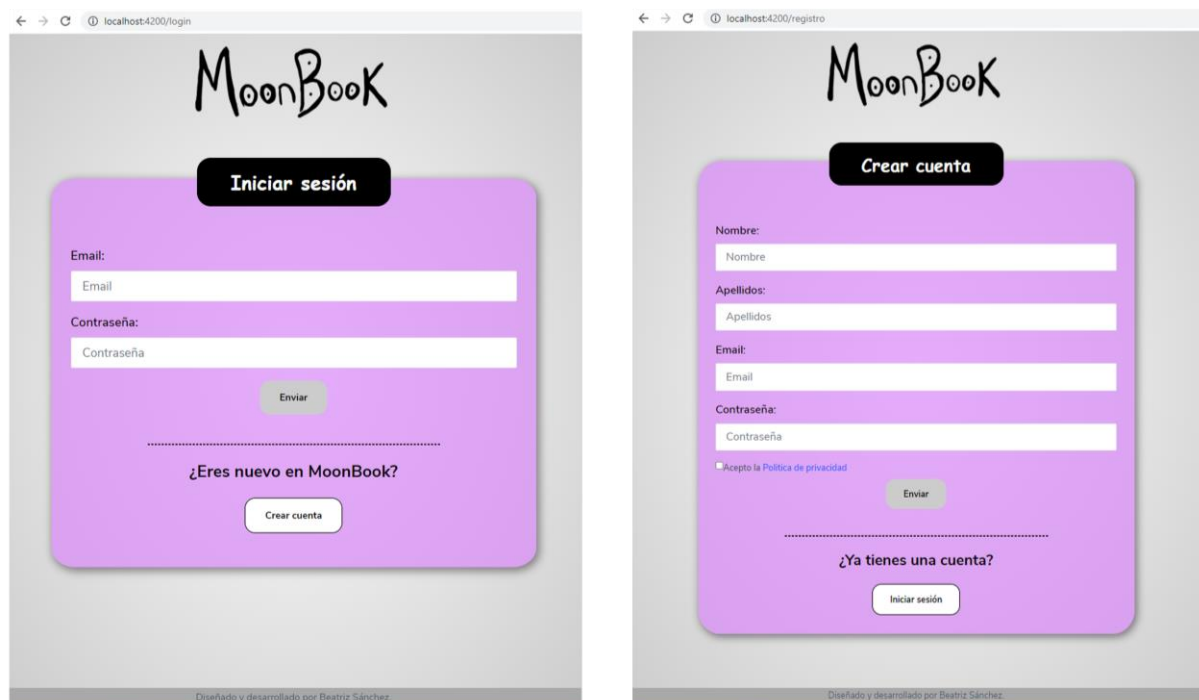 localhost:4200/login
MoonBook
Iniciar sesión
Email:
Email
Contraseña:
Contraseña
Enviar
¿Eres nuevo en MoonBook?
Crear cuenta
Diseñado y desarrollado por Beatriz Sánchez.
localhost:4200/registro
MoonBook
Crear cuenta
Nombre:
Nombre
Apellidos:
Apellidos
Email:
Email
Contraseña:
Contraseña
Acepto la Política de privacidad
Enviar
¿Ya tienes una cuenta?
Iniciar sesión
Diseñado y desarrollado por Beatriz Sánchez.